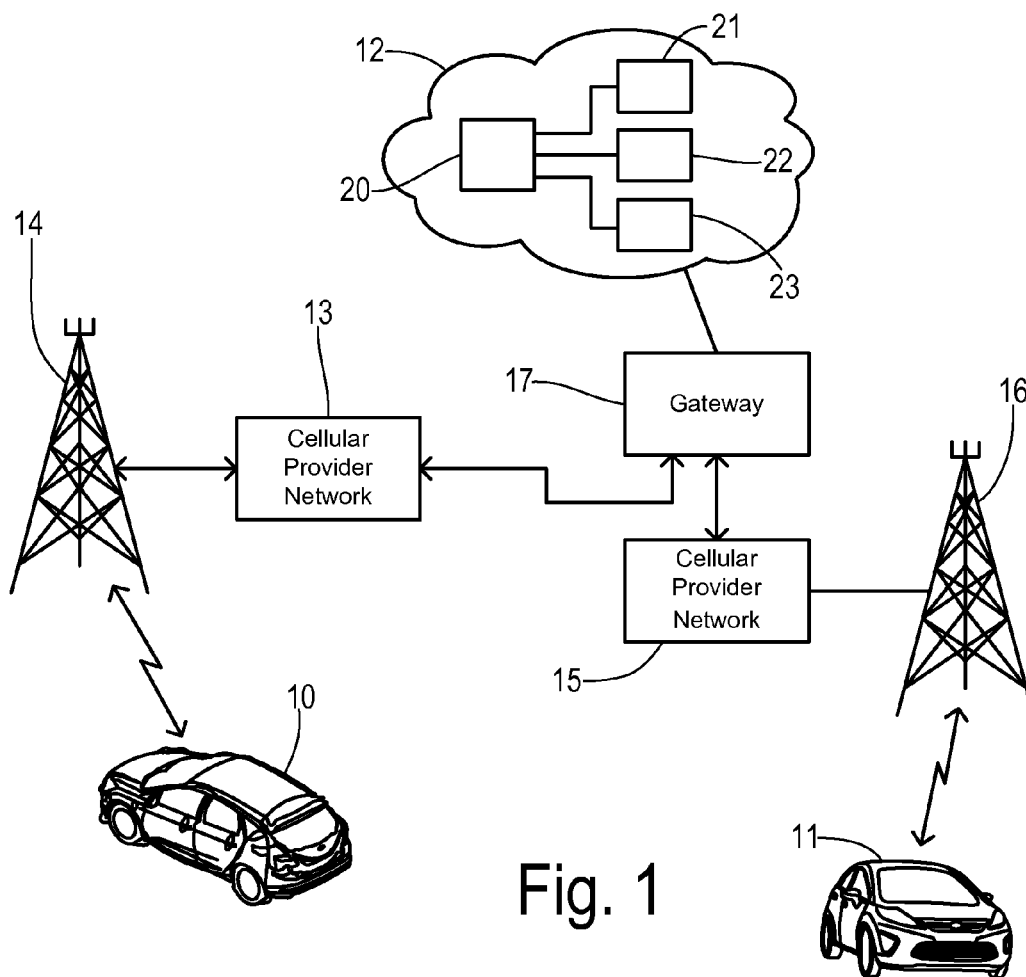 12
21
20
22
23
14
13
Cellular
Provider
Network
17
Gateway
16
Cellular
Provider
Network
15
10
11
Fig. 1